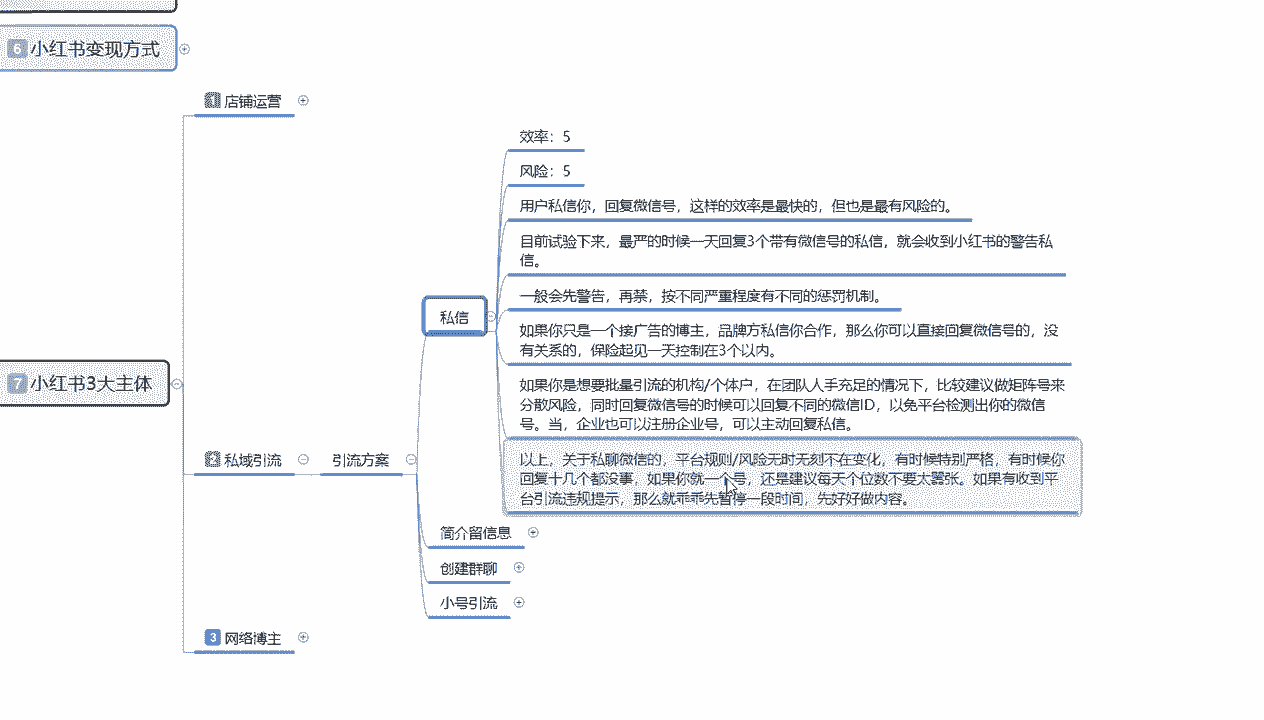 6 小红书变现方式
1 店铺运营
效率：5
风险：5
用户私信你，回复微信号，这样的效率是最快的，但也是最有风险的。
目前试验下来，最严的时候一天回复3个带有微信号的私信，就会收到小红书的警告私
信。
一般会先警告，再禁，按不同严重程度有不同的惩罚机制。
私信
如果你只是一个接广告的博主，品牌方私信你合作，那么你可以直接回复微信号的，没
有关系的，保险起见一天控制在3个以内。
7 小红书3大主体
如果你是想要批量引流的机构/个体户，在团队人手充足的情况下，比较建议做矩阵号来
分散风险，同时回复微信号的时候可以回复不同的微信ID，以免平台检测出你的微信
号。当，企业也可以注册企业号，可以主动回复私信。
2 私域引流
引流方案
以上，关于私聊微信的，平台规则/风险无时无刻不在变化，有时候特别严格，有时候你
回复十几个都没事，如果你就一个号，还是建议每天个位数不要太嚣张。如果有收到平
台引流违规提示，那么就乖乖先暂停一段时间，先好好做内容。
简介留信息
创建群聊
小号引流
3 网络博主